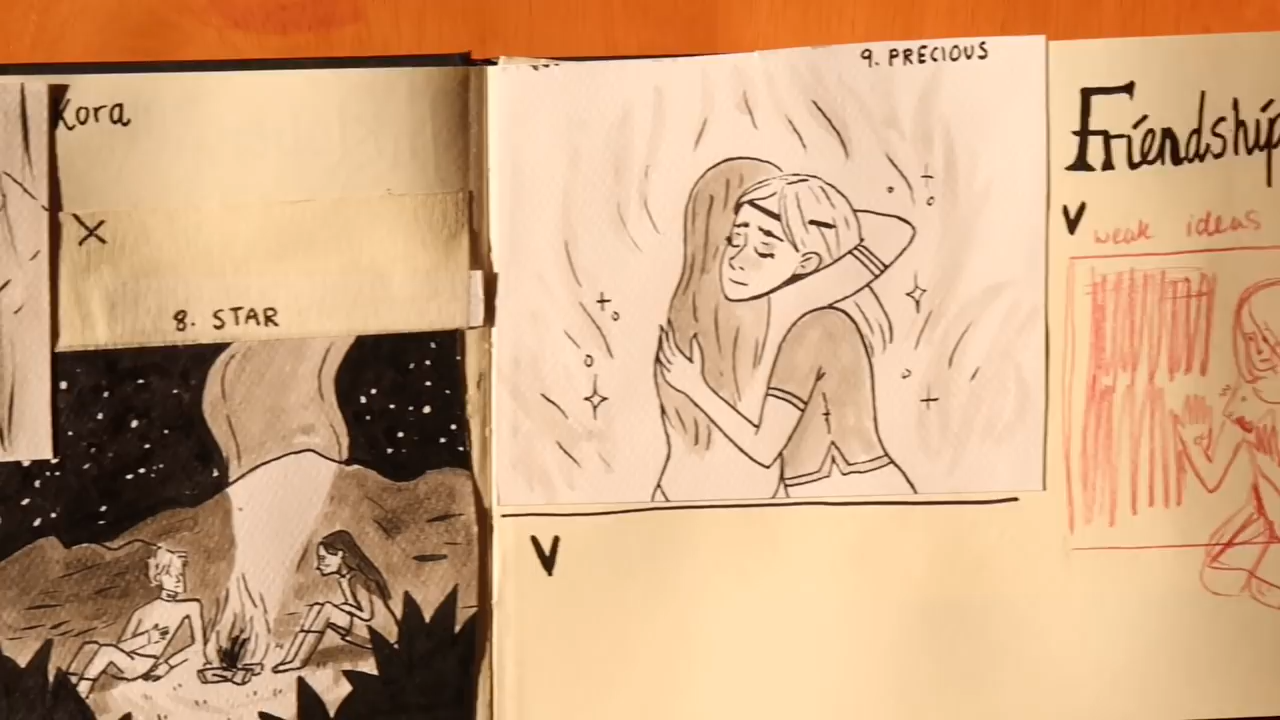 Kora
X
8. STAR
9. PRECIOUS
V
Friendship
V
weak ideas